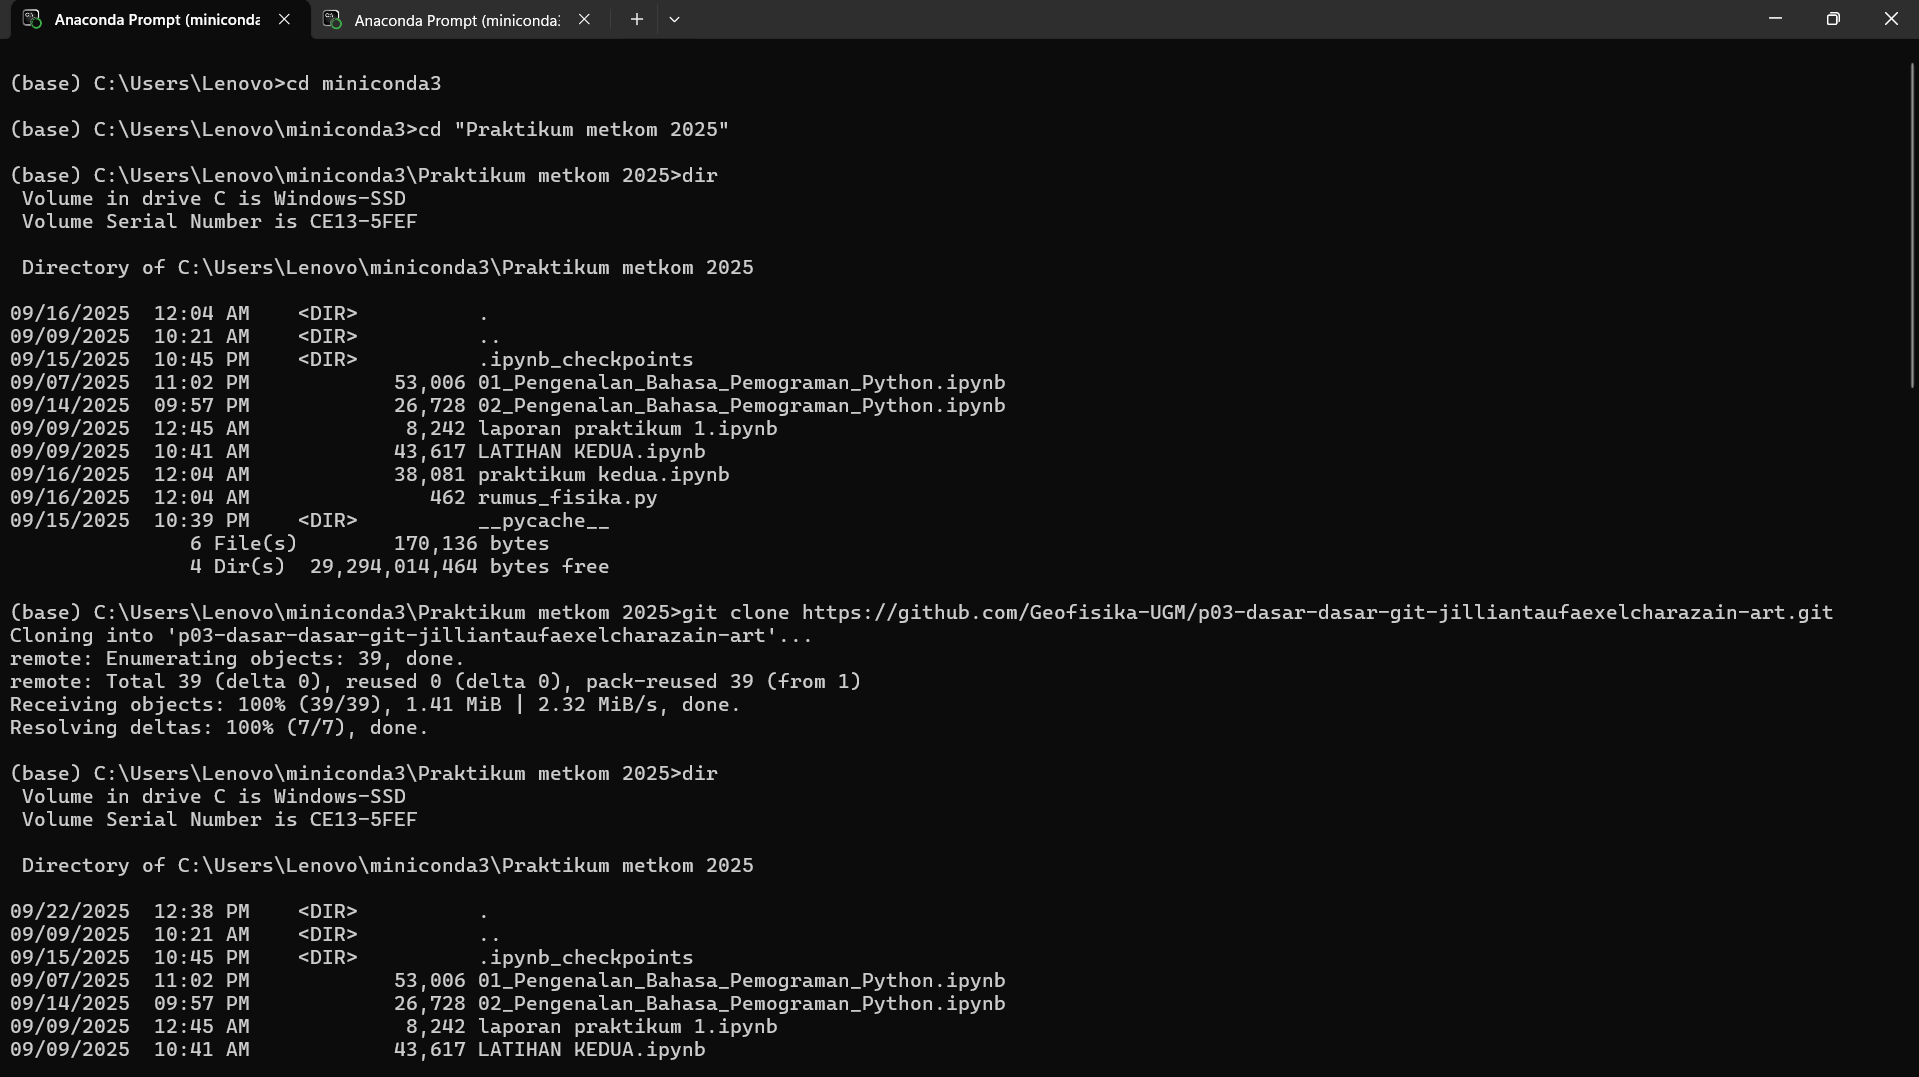 Anaconda Prompt (miniconda
Anaconda Prompt (miniconda:
(base) C:\Users\Lenovo>cd miniconda3
(base) C:\Users\Lenovo\miniconda3>cd "Praktikum metkom 2025"
(base) C:\Users\Lenovo\miniconda3\Praktikum metkom 2025>dir
 Volume in drive C is Windows-SSD
 Volume Serial Number is CE13-5FEF
 Directory of C:\Users\Lenovo\miniconda3\Praktikum metkom 2025
09/16/2025  12:04 AM    <DIR>          .
09/09/2025  10:21 AM    <DIR>          ..
09/15/2025  10:45 PM    <DIR>          .ipynb_checkpoints
09/07/2025  11:02 PM            53,006 01_Pengenalan_Bahasa_Pemograman_Python.ipynb
09/14/2025  09:57 PM            26,728 02_Pengenalan_Bahasa_Pemograman_Python.ipynb
09/09/2025  12:45 AM             8,242 laporan praktikum 1.ipynb
09/09/2025  10:41 AM            43,617 LATIHAN KEDUA.ipynb
09/16/2025  12:04 AM            38,081 praktikum kedua.ipynb
09/16/2025  12:04 AM               462 rumus_fisika.py
09/15/2025  10:39 PM    <DIR>          __pycache__
               6 File(s)        170,136 bytes
               4 Dir(s)  29,294,014,464 bytes free
(base) C:\Users\Lenovo\miniconda3\Praktikum metkom 2025>git clone https://github.com/Geofisika-UGM/p03-dasar-dasar-git-jilliantaufaexelcharazain-art.git
Cloning into 'p03-dasar-dasar-git-jilliantaufaexelcharazain-art'...
remote: Enumerating objects: 39, done.
remote: Total 39 (delta 0), reused 0 (delta 0), pack-reused 39 (from 1)
Receiving objects: 100% (39/39), 1.41 MiB | 2.32 MiB/s, done.
Resolving deltas: 100% (7/7), done.
(base) C:\Users\Lenovo\miniconda3\Praktikum metkom 2025>dir
 Volume in drive C is Windows-SSD
 Volume Serial Number is CE13-5FEF
 Directory of C:\Users\Lenovo\miniconda3\Praktikum metkom 2025
09/22/2025  12:38 PM    <DIR>          .
09/09/2025  10:21 AM    <DIR>          ..
09/15/2025  10:45 PM    <DIR>          .ipynb_checkpoints
09/07/2025  11:02 PM            53,006 01_Pengenalan_Bahasa_Pemograman_Python.ipynb
09/14/2025  09:57 PM            26,728 02_Pengenalan_Bahasa_Pemograman_Python.ipynb
09/09/2025  12:45 AM             8,242 laporan praktikum 1.ipynb
09/09/2025  10:41 AM            43,617 LATIHAN KEDUA.ipynb